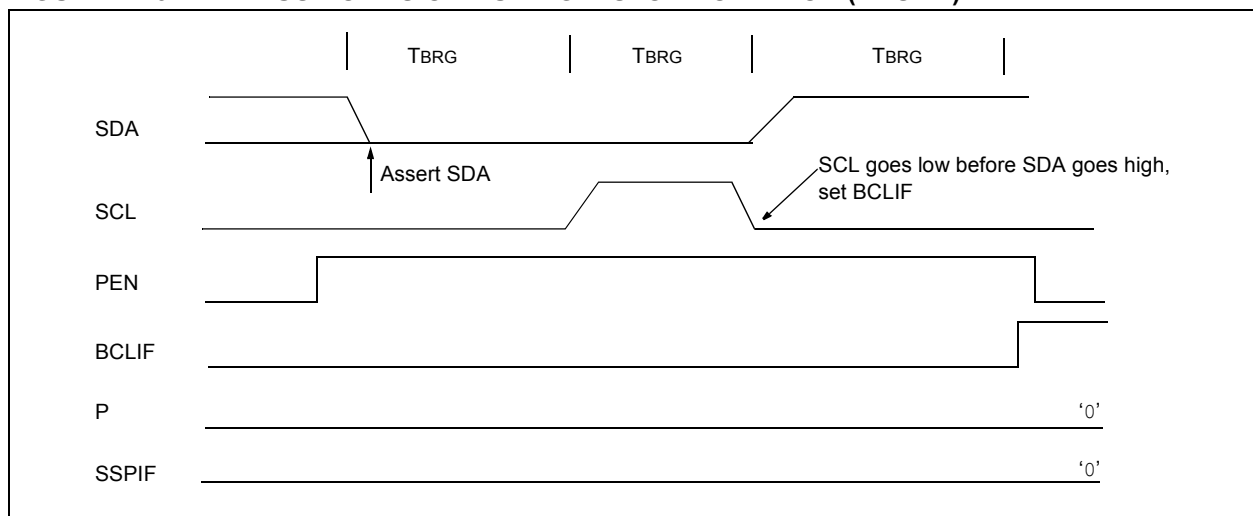 TBRG TBRG TBRG
SDA
Assert SDA
SCL goes low before SDA goes high,
set BCLIF
SCL
PEN
BCLIF
P '0'
SSPIF '0'